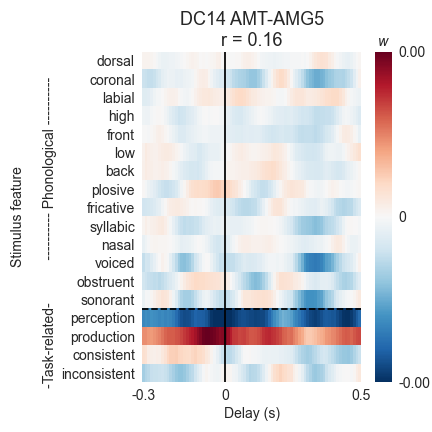 DC14 AMT-AMG5
r = 0.16
w
dorsal
coronal
labial
high
front
low
back
plosive
fricative
syllabic
nasal
voiced
obstruent
sonorant
perception
production
consistent
inconsistent
Stimulus feature
-Task-related- ----------- Phonological -----------
0.00
0
-0.00
-0.3
0
0.5
Delay (s)